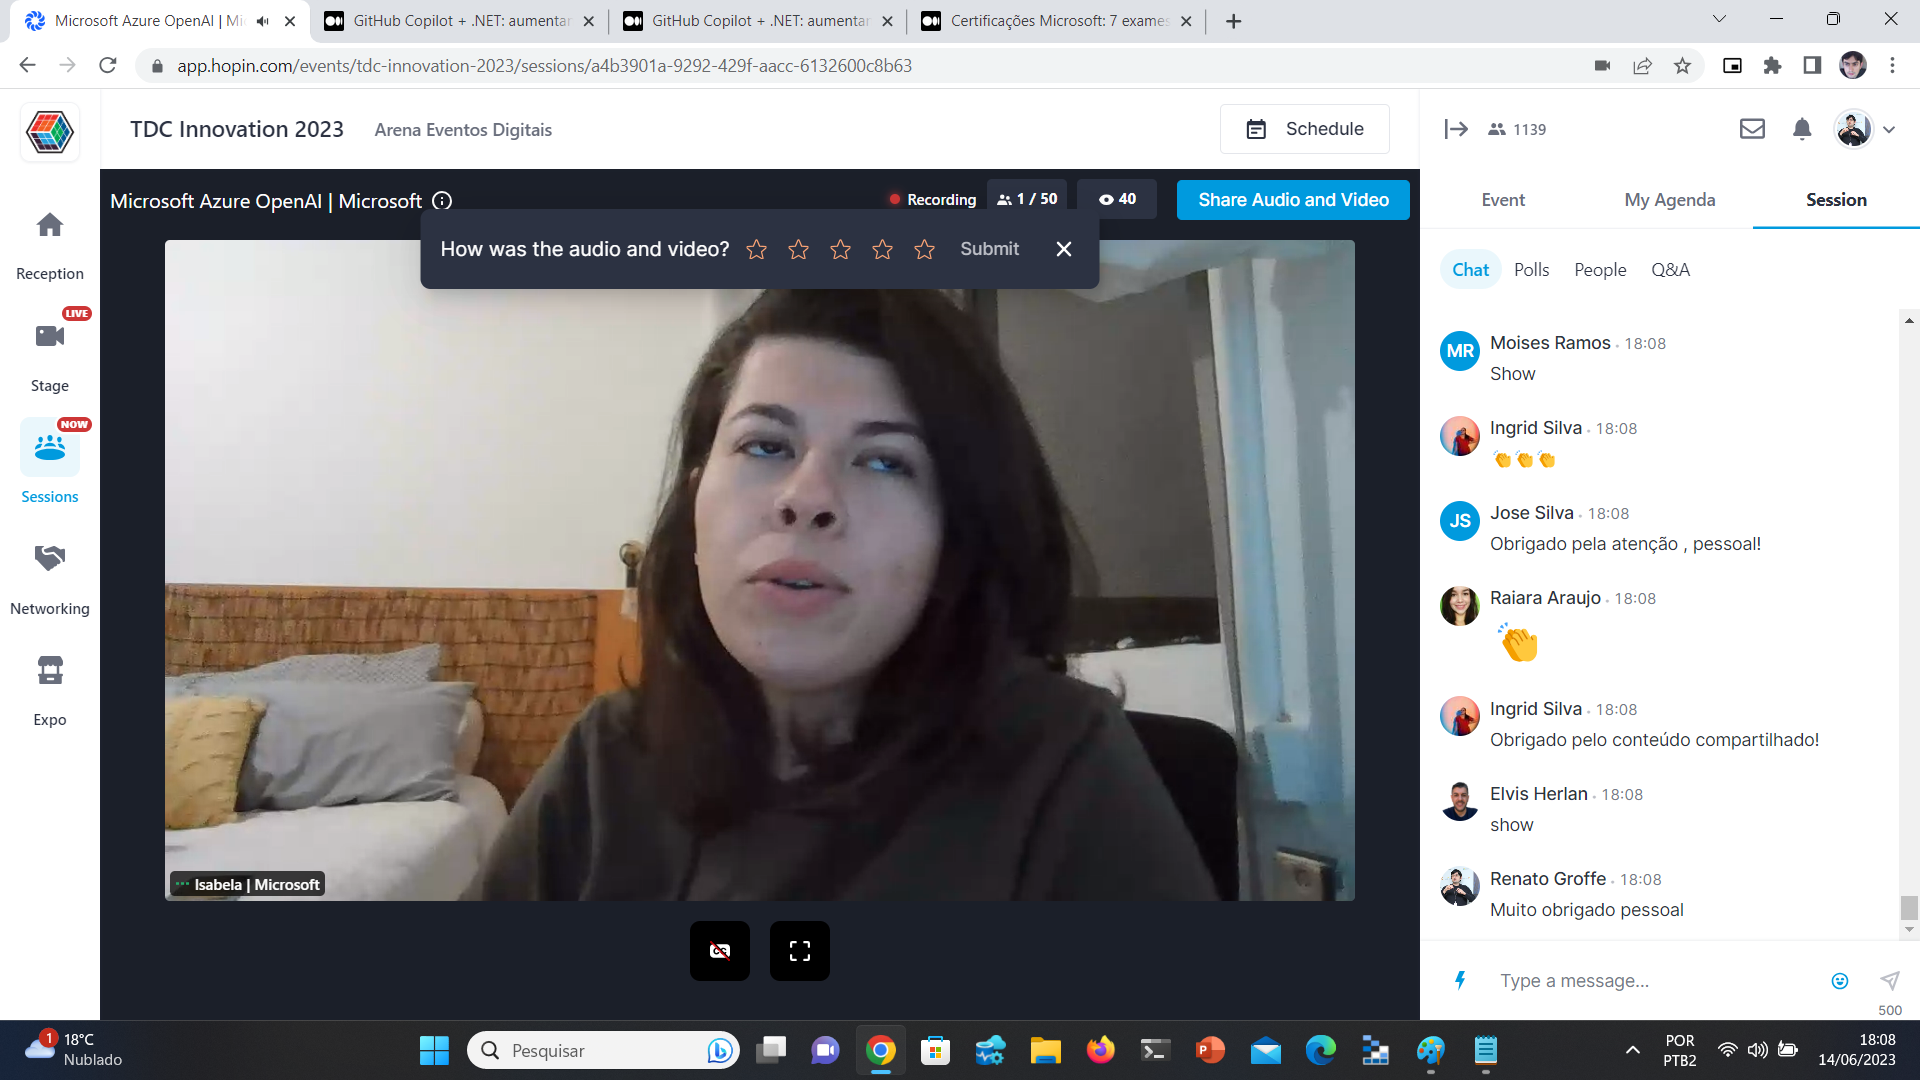 Microsoft Azure OpenAI | Mi
GitHub Copilot + .NET: aumentar
GitHub Copilot + .NET: aumentar
Certificações Microsoft: 7 exames
app.hopin.com/events/tdc-innovation-2023/sessions/a4b3901a-9292-429f-aacc-6132600c8b63
TDC Innovation 2023 Arena Eventos Digitais
Schedule
1139
Reception
LIVE
Stage
NOW
Sessions
Networking
Expo
Microsoft Azure OpenAI | Microsoft
Recording
1 / 50
40
Share Audio and Video
How was the audio and video?
Submit
Isabela | Microsoft
CC
Event
My Agenda
Session
Chat
Polls
People
Q&A
MR
Moises Ramos 18:08
Show
Ingrid Silva 18:08
JS
Jose Silva 18:08
Obrigado pela atenção , pessoal!
Raiara Araujo 18:08
Ingrid Silva 18:08
Obrigado pelo conteúdo compartilhado!
Elvis Herlan 18:08
show
Renato Groffe 18:08
Muito obrigado pessoal
Type a message...
500
1
18°C
Nublado
Pesquisar
POR
PTB2
18:08
14/06/2023